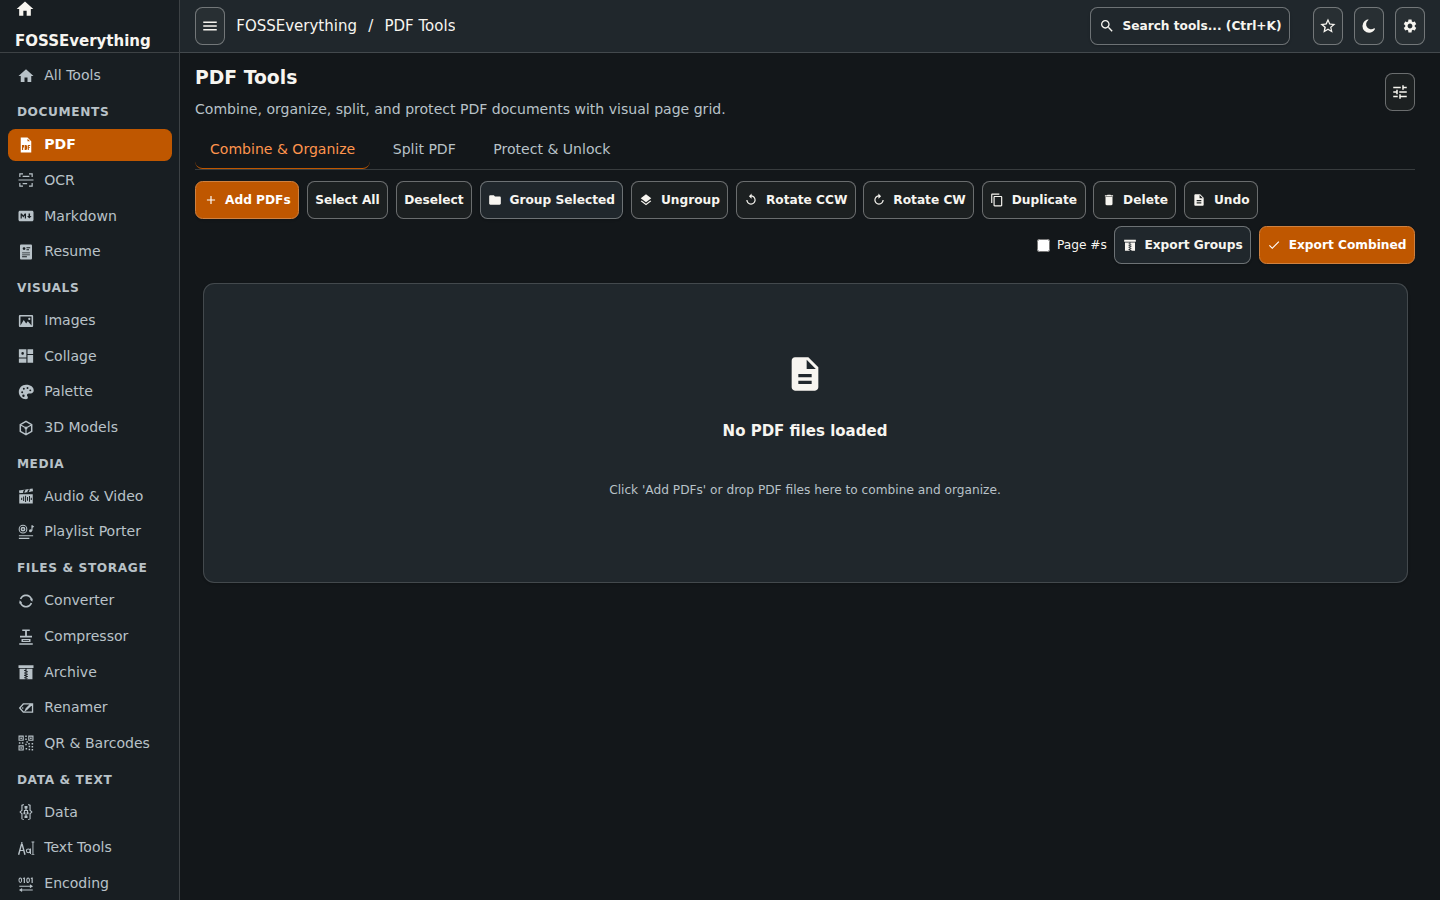 FOSSEverything
FOSSEverything / PDF Tools
Search tools... (Ctrl+K)
All Tools
DOCUMENTS
PDF
OCR
Markdown
Resume
VISUALS
Images
Collage
Palette
3D Models
MEDIA
Audio & Video
Playlist Porter
FILES & STORAGE
Converter
Compressor
Archive
Renamer
QR & Barcodes
DATA & TEXT
Data
Text Tools
Encoding
PDF Tools
Combine, organize, split, and protect PDF documents with visual page grid.
Combine & Organize Split PDF Protect & Unlock
Add PDFs Select All Deselect Group Selected Ungroup Rotate CCW Rotate CW Duplicate Delete Undo
Page #s Export Groups Export Combined
No PDF files loaded
Click 'Add PDFs' or drop PDF files here to combine and organize.